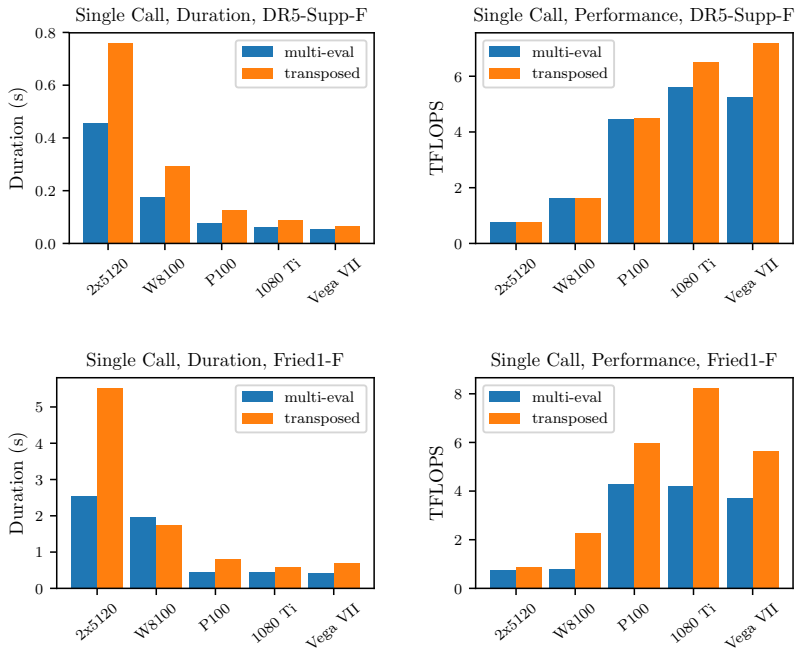 Single Call, Duration, DR5-Supp-F
0.8
0.6
0.4
0.2
0.0
Duration (s)
multi-eval
transposed
2x5120
W8100
P100
1080 Ti
Vega VII
Single Call, Performance, DR5-Supp-F
6
4
2
0
TFLOPS
multi-eval
transposed
2x5120
W8100
P100
1080 Ti
Vega VII
Single Call, Duration, Fried1-F
5
4
3
2
1
0
Duration (s)
multi-eval
transposed
2x5120
W8100
P100
1080 Ti
Vega VII
Single Call, Performance, Fried1-F
8
6
4
2
0
TFLOPS
multi-eval
transposed
2x5120
W8100
P100
1080 Ti
Vega VII